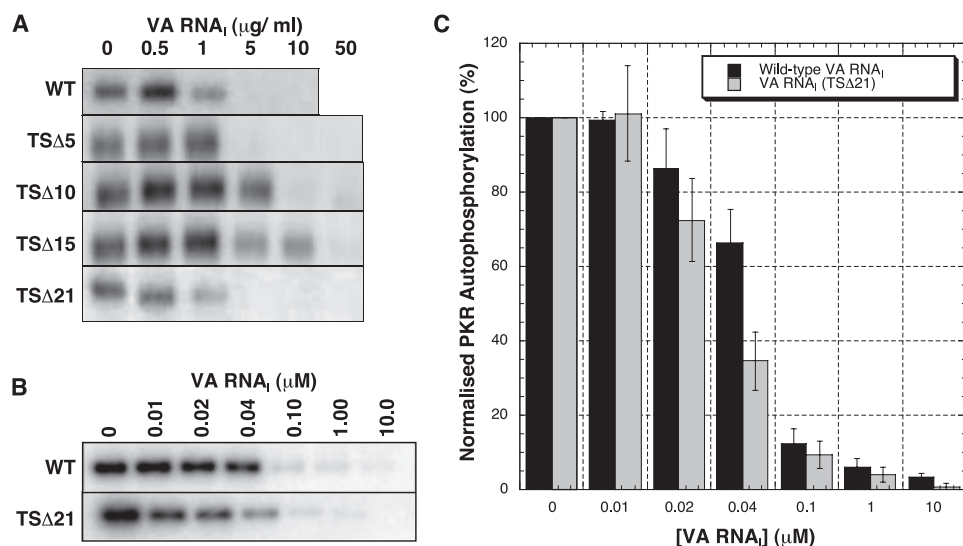 A
VA RNAI (μg/ ml)
0 0.5 1 5 10 50
WT
TSΔ5
TSΔ10
TSΔ15
TSΔ21
B
VA RNAI (μM)
0 0.01 0.02 0.04 0.10 1.00 10.0
WT
TSΔ21
C
Normalised PKR Autophosphorylation (%)
120
100
80
60
40
20
0
Wild-type VA RNAI
VA RNAI (TSΔ21)
0 0.01 0.02 0.04 0.1 1 10
[VA RNAI] (μM)